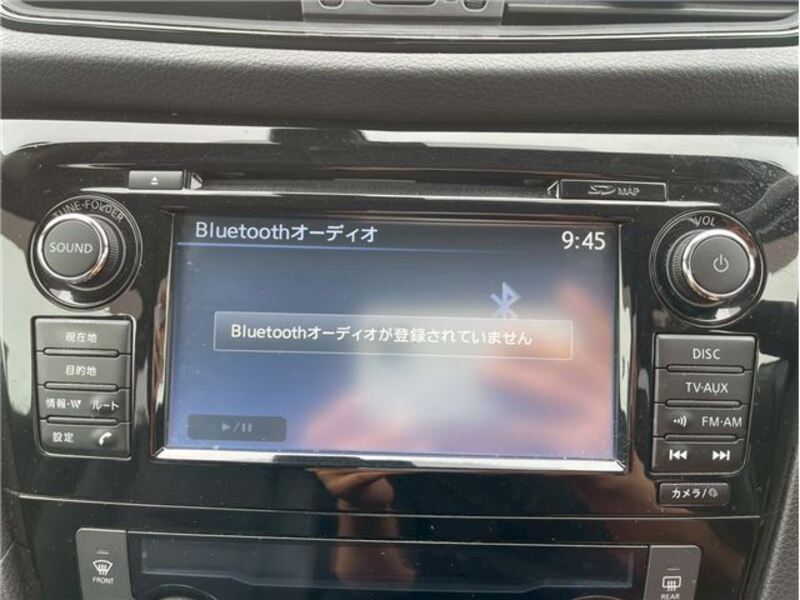 SD MAP
TUNE·FOLDER
SOUND
VOL
Bluetoothオーディオ
9:45
Bluetoothオーディオが登録されていません
現在地
目的地
情報·VV ルート
設定
DISC
TV·AUX
FM·AM
カメラ/
FRONT
REAR